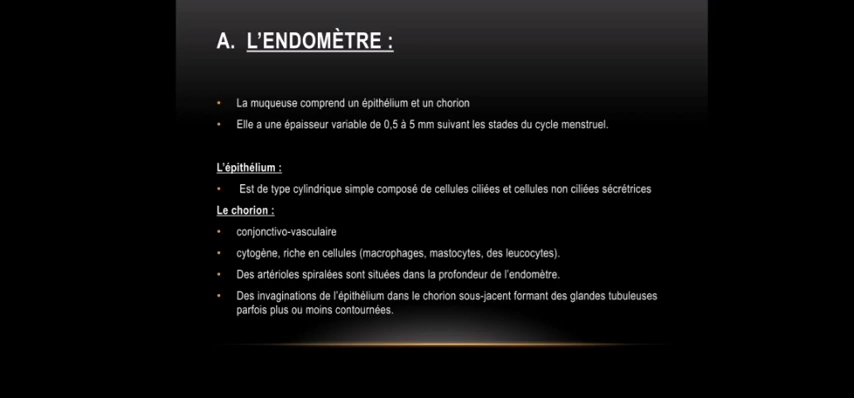 A. L'ENDOMÈTRE :
• La muqueuse comprend un épithélium et un chorion
• Elle a une épaisseur variable de 0,5 à 5 mm suivant les stades du cycle menstruel.
L'épithélium :
• Est de type cylindrique simple composé de cellules ciliées et cellules non ciliées sécrétrices
Le chorion :
• conjonctivo-vasculaire
• cytogène, riche en cellules (macrophages, mastocytes, des leucocytes).
• Des artérioles spiralées sont situées dans la profondeur de l'endomètre.
• Des invaginations de l'épithélium dans le chorion sous-jacent formant des glandes tubuleuses
parfois plus ou moins contournées.